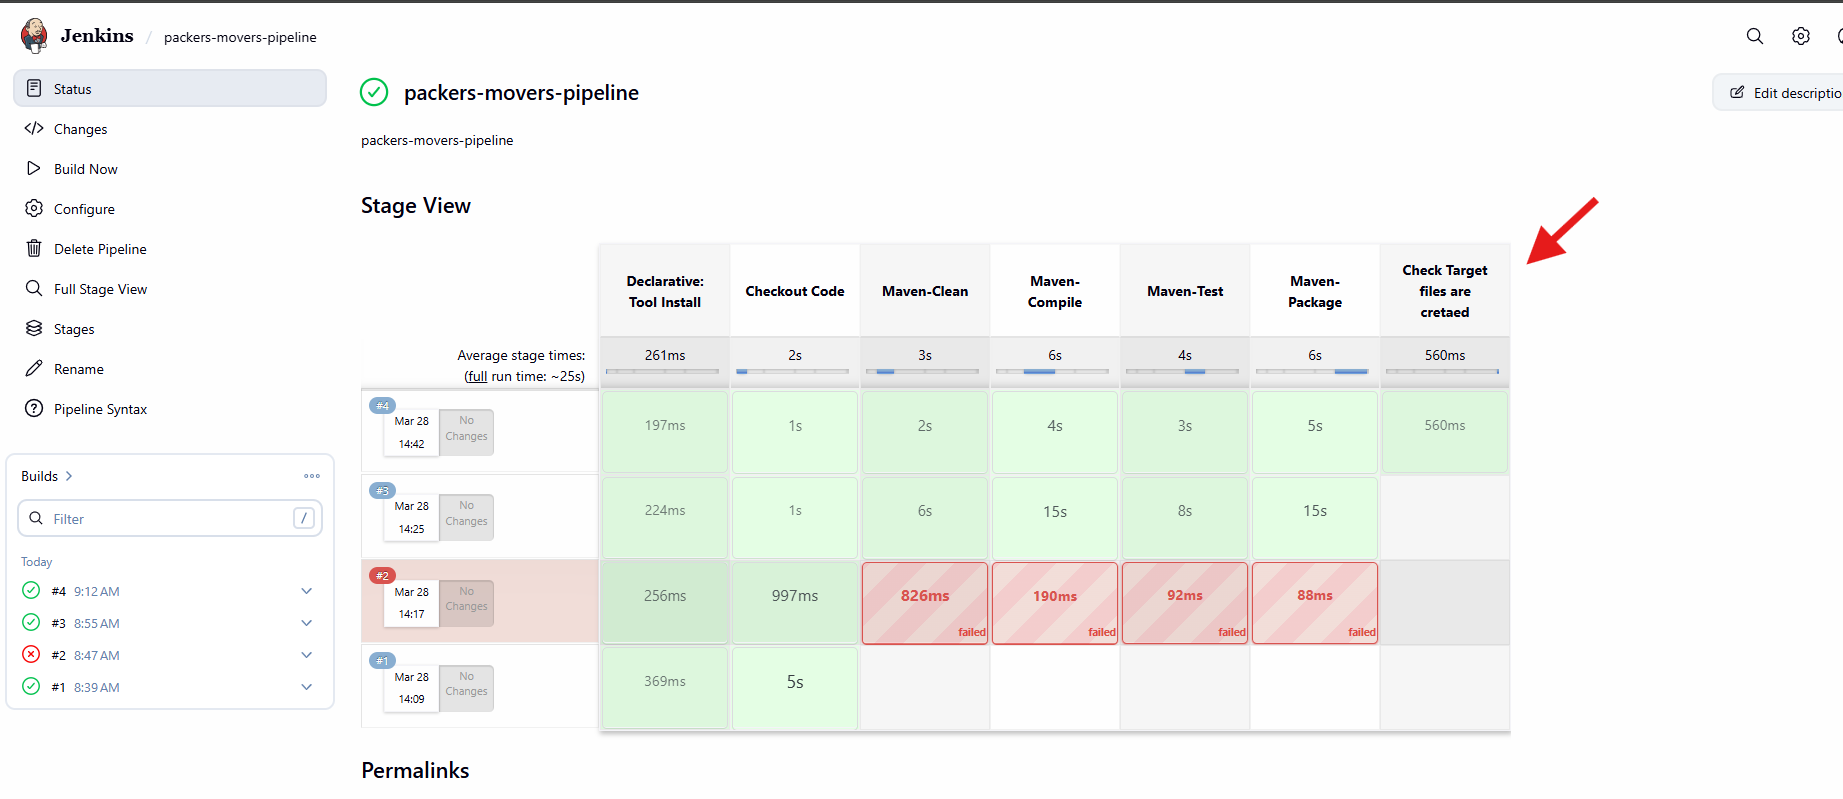 Jenkins / packers-movers-pipeline
Status
Changes
Build Now
Configure
Delete Pipeline
Full Stage View
Stages
Rename
Pipeline Syntax
Builds
Filter /
Today
#4 9:12 AM
#3 8:55 AM
#2 8:47 AM
#1 8:39 AM
packers-movers-pipeline
Edit descriptio
packers-movers-pipeline
Stage View
Declarative: Tool Install
Checkout Code
Maven-Clean
Maven-Compile
Maven-Test
Maven-Package
Check Target files are cretaed
Average stage times:
(full run time: ~25s)
261ms 2s 3s 6s 4s 6s 560ms
#4
Mar 28
14:42
No Changes
197ms 1s 2s 4s 3s 5s 560ms
#3
Mar 28
14:25
No Changes
224ms 1s 6s 15s 8s 15s
#2
Mar 28
14:17
No Changes
256ms 997ms 826ms 190ms 92ms 88ms
failed failed failed failed
#1
Mar 28
14:09
No Changes
369ms 5s
Permalinks